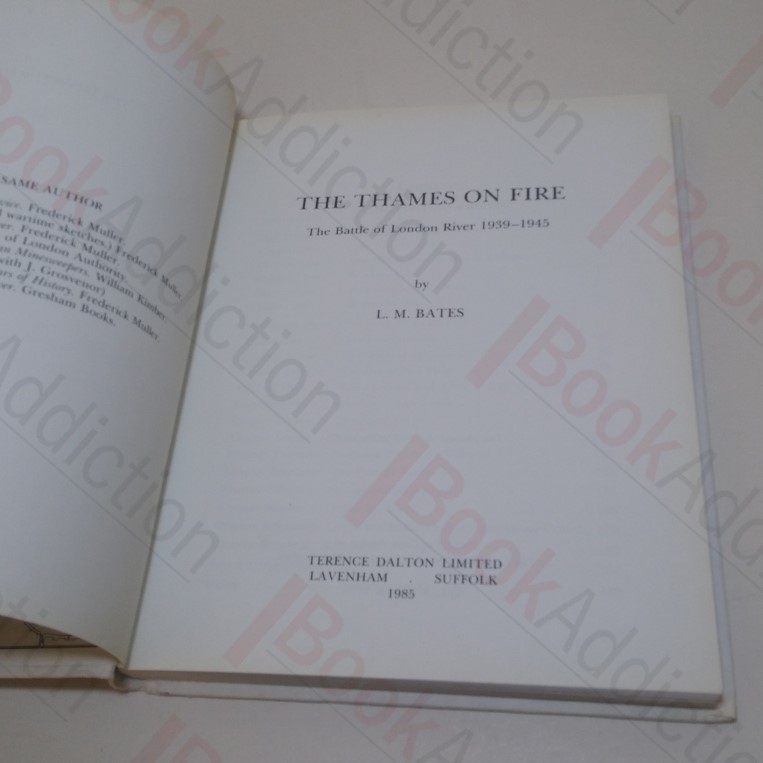 SAME AUTHOR
Frederick Muller.
wartime sketches.) Frederick Muller
Frederick Muller.
of London Authority.
Minesweepers. William Kimber
with J. Grosvenor)
of History. Frederick Muller.
Gresham Books.
THE THAMES ON FIRE
The Battle of London River 1939–1945
by
L. M. BATES
TERENCE DALTON LIMITED
LAVENHAM . SUFFOLK
1985
BookAddiction